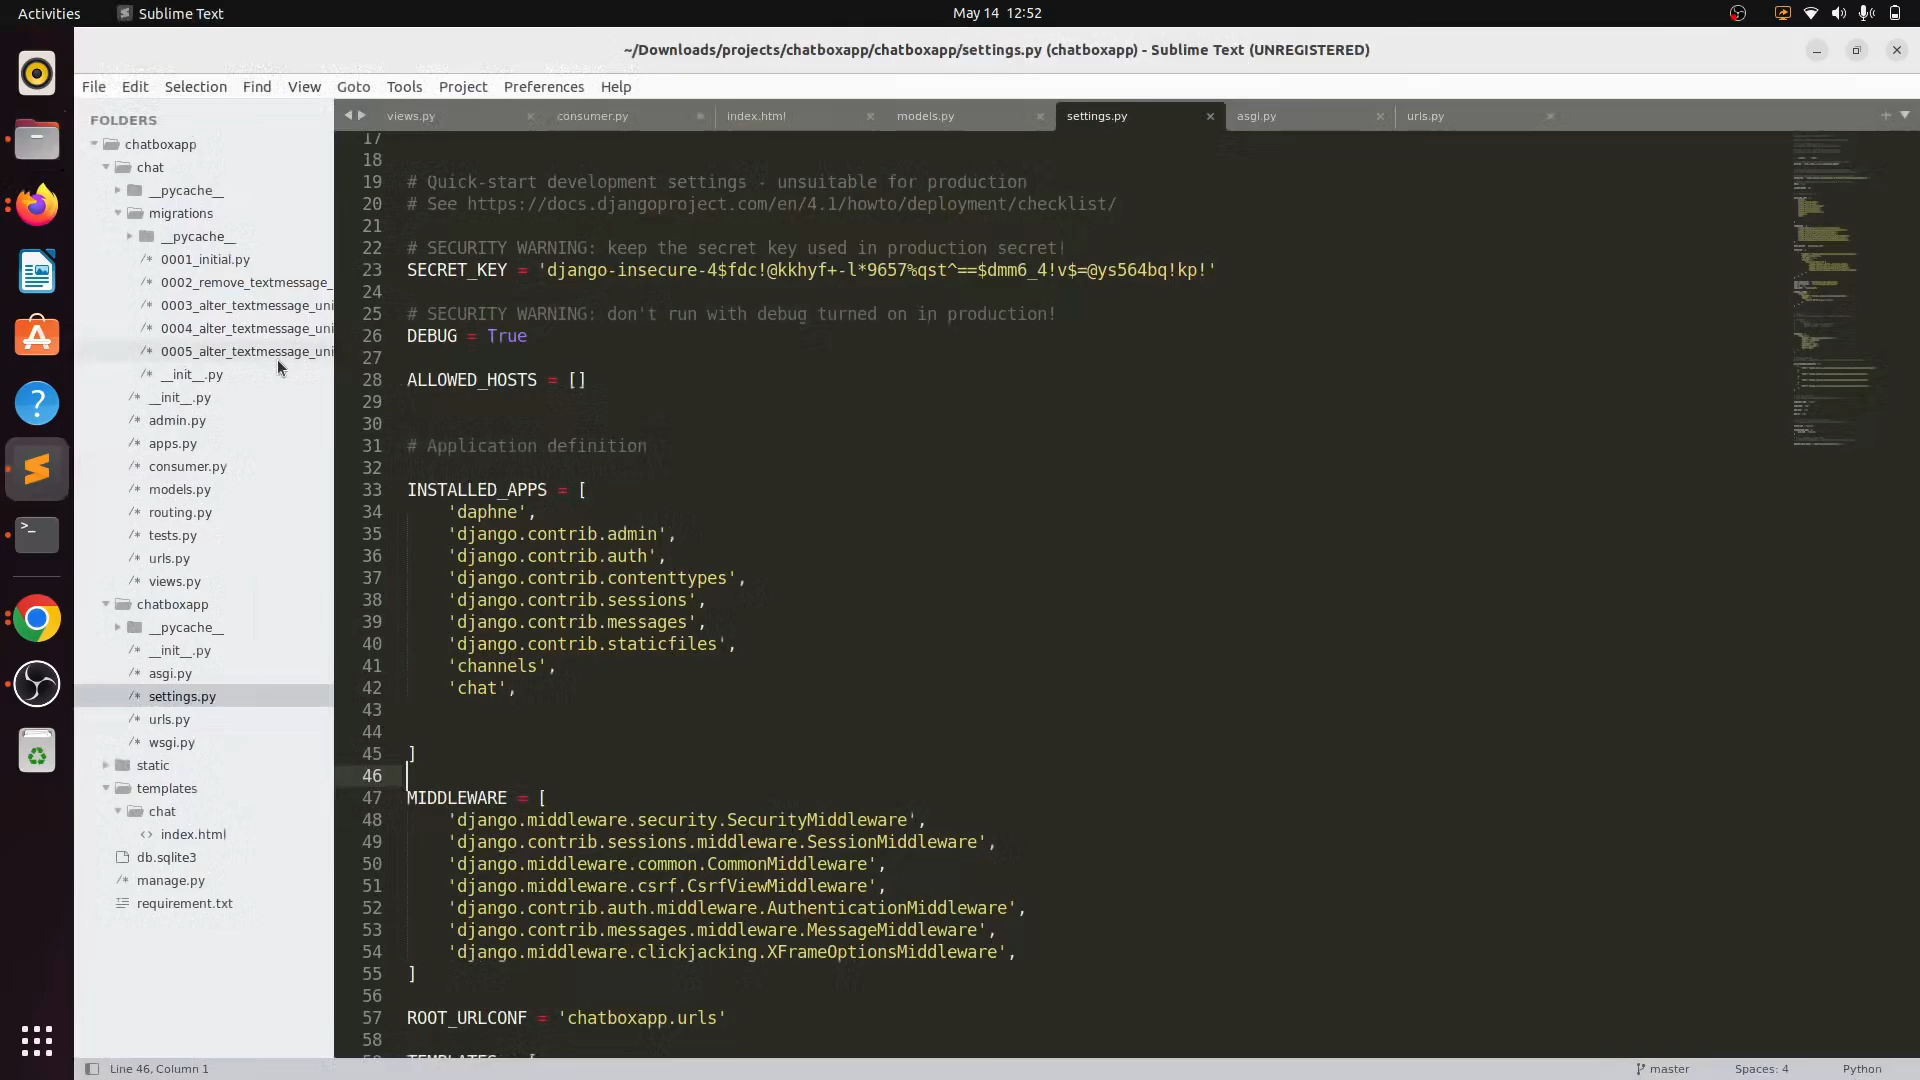 Activities
Sublime Text
May 14 12:52
~/Downloads/projects/chatboxapp/chatboxapp/settings.py (chatboxapp) - Sublime Text (UNREGISTERED)
File Edit Selection Find View Goto Tools Project Preferences Help
FOLDERS
chatboxapp
chat
__pycache__
migrations
__pycache__
0001_initial.py
0002_remove_textmessage_
0003_alter_textmessage_uni
0004_alter_textmessage_uni
0005_alter_textmessage_uni
__init__.py
__init__.py
admin.py
apps.py
consumer.py
models.py
routing.py
tests.py
urls.py
views.py
chatboxapp
__pycache__
__init__.py
asgi.py
settings.py
urls.py
wsgi.py
static
templates
chat
index.html
db.sqlite3
manage.py
requirement.txt
views.py
consumer.py
index.html
models.py
settings.py
asgi.py
urls.py
17
18
19 # Quick-start development settings - unsuitable for production
20 # See https://docs.djangoproject.com/en/4.1/howto/deployment/checklist/
21
22 # SECURITY WARNING: keep the secret key used in production secret!
23 SECRET_KEY = 'django-insecure-4$fdc!@kkhyf+-l*9657%qst^==$dmm6_4!v$=@ys564bq!kp!'
24
25 # SECURITY WARNING: don't run with debug turned on in production!
26 DEBUG = True
27
28 ALLOWED_HOSTS = []
29
30
31 # Application definition
32
33 INSTALLED_APPS = [
34 'daphne',
35 'django.contrib.admin',
36 'django.contrib.auth',
37 'django.contrib.contenttypes',
38 'django.contrib.sessions',
39 'django.contrib.messages',
40 'django.contrib.staticfiles',
41 'channels',
42 'chat',
43
44
45 ]
46
47 MIDDLEWARE = [
48 'django.middleware.security.SecurityMiddleware',
49 'django.contrib.sessions.middleware.SessionMiddleware',
50 'django.middleware.common.CommonMiddleware',
51 'django.middleware.csrf.CsrfViewMiddleware',
52 'django.contrib.auth.middleware.AuthenticationMiddleware',
53 'django.contrib.messages.middleware.MessageMiddleware',
54 'django.middleware.clickjacking.XFrameOptionsMiddleware',
55 ]
56
57 ROOT_URLCONF = 'chatboxapp.urls'
58
Line 46, Column 1
master
Spaces: 4
Python